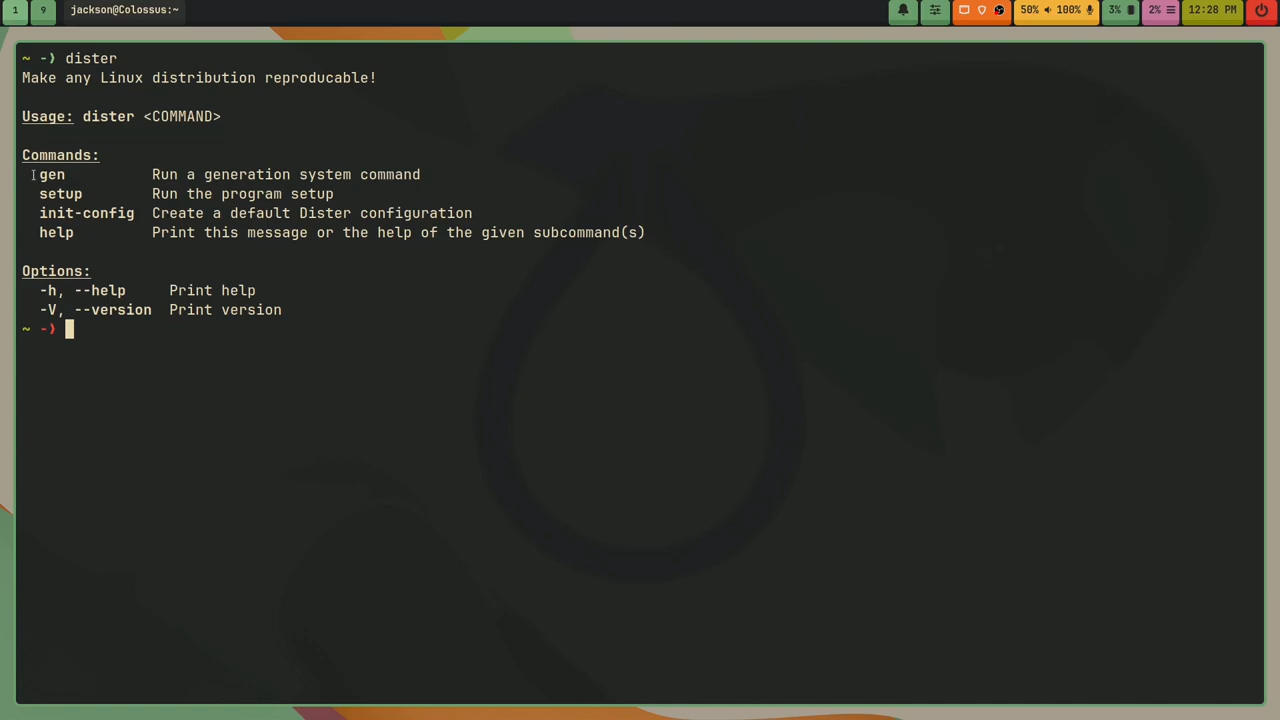 1 9 jackson@Colossus:~ 50% 100% 3% 2% 12:28 PM
~ -❯ dister
Make any Linux distribution reproducable!
Usage: dister <COMMAND>
Commands:
gen Run a generation system command
setup Run the program setup
init-config Create a default Dister configuration
help Print this message or the help of the given subcommand(s)
Options:
-h, --help Print help
-V, --version Print version
~ -❯